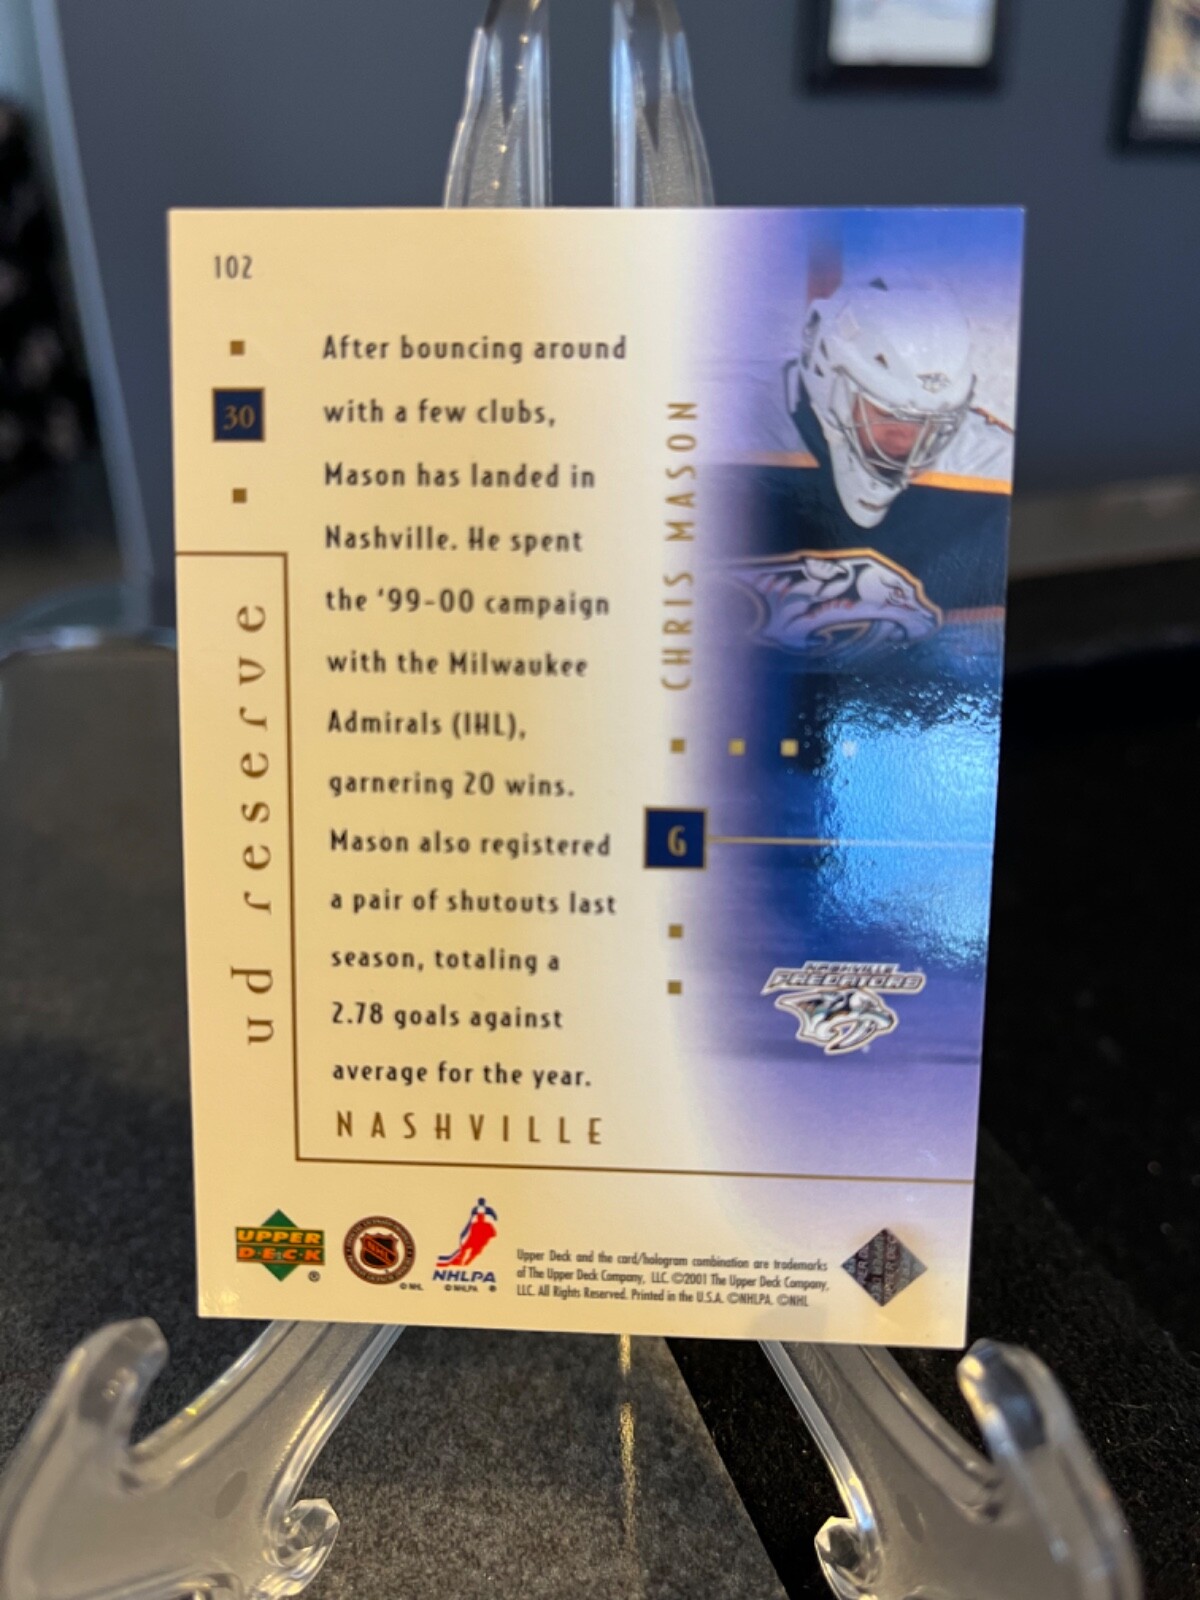 102
30
ud reserve
After bouncing around
with a few clubs,
Mason has landed in
Nashville. He spent
the '99-00 campaign
with the Milwaukee
Admirals (IHL),
garnering 20 wins.
Mason also registered
a pair of shutouts last
season, totaling a
2.78 goals against
average for the year.
NASHVILLE
CHRIS MASON
G
NASHVILLE
PREDATORS
UPPER
DECK
®
NHL
© NHL
NHLPA
© NHLPA ®
Upper Deck and the card/hologram combination are trademarks
of The Upper Deck Company, LLC. ©2001 The Upper Deck Company,
LLC. All Rights Reserved. Printed in the U.S.A. ©NHLPA. ©NHL